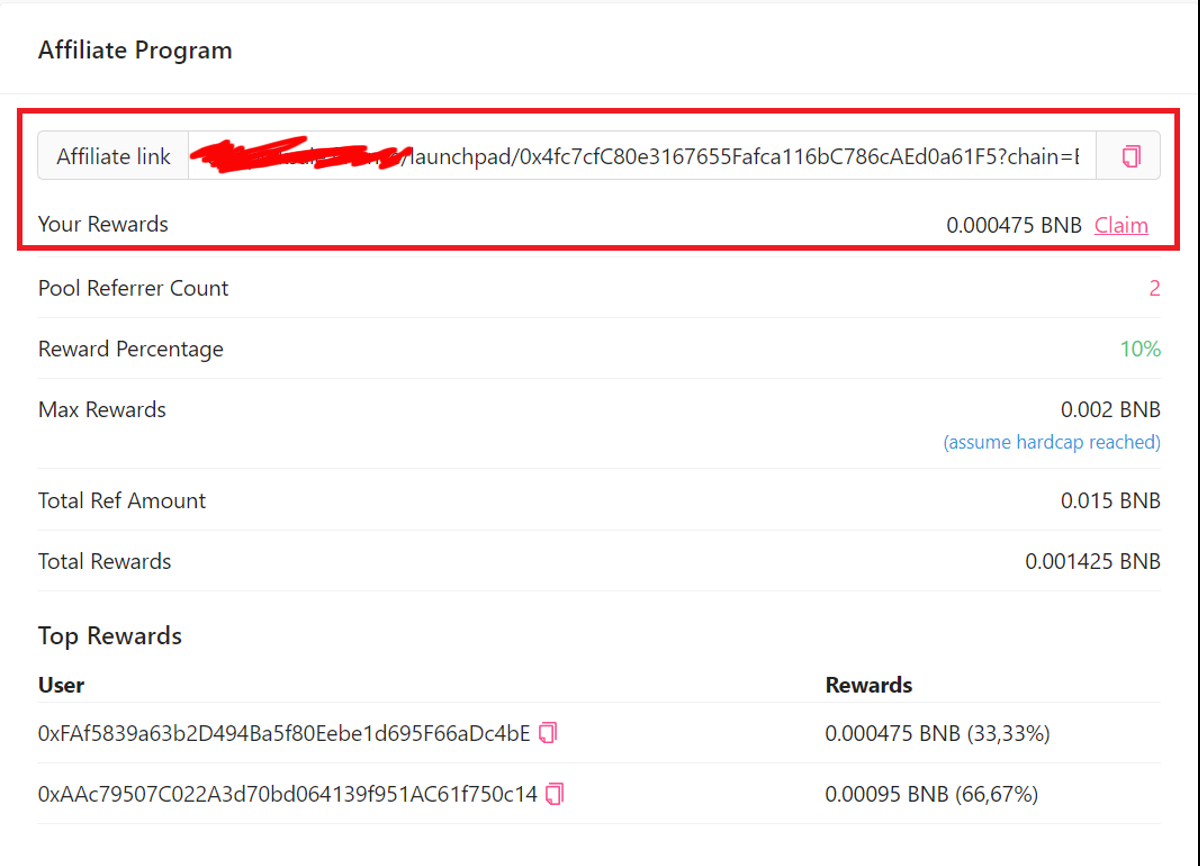 Affiliate Program
Affiliate link /launchpad/0x4fc7cfC80e3167655Fafca116bC786cAEd0a61F5?chain=
Your Rewards 0.000475 BNB Claim
Pool Referrer Count 2
Reward Percentage 10%
Max Rewards 0.002 BNB
(assume hardcap reached)
Total Ref Amount 0.015 BNB
Total Rewards 0.001425 BNB
Top Rewards
User Rewards
0xFAf5839a63b2D494Ba5f80Eebe1d695F66aDc4bE 0.000475 BNB (33,33%)
0xAAc79507C022A3d70bd064139f951AC61f750c14 0.00095 BNB (66,67%)